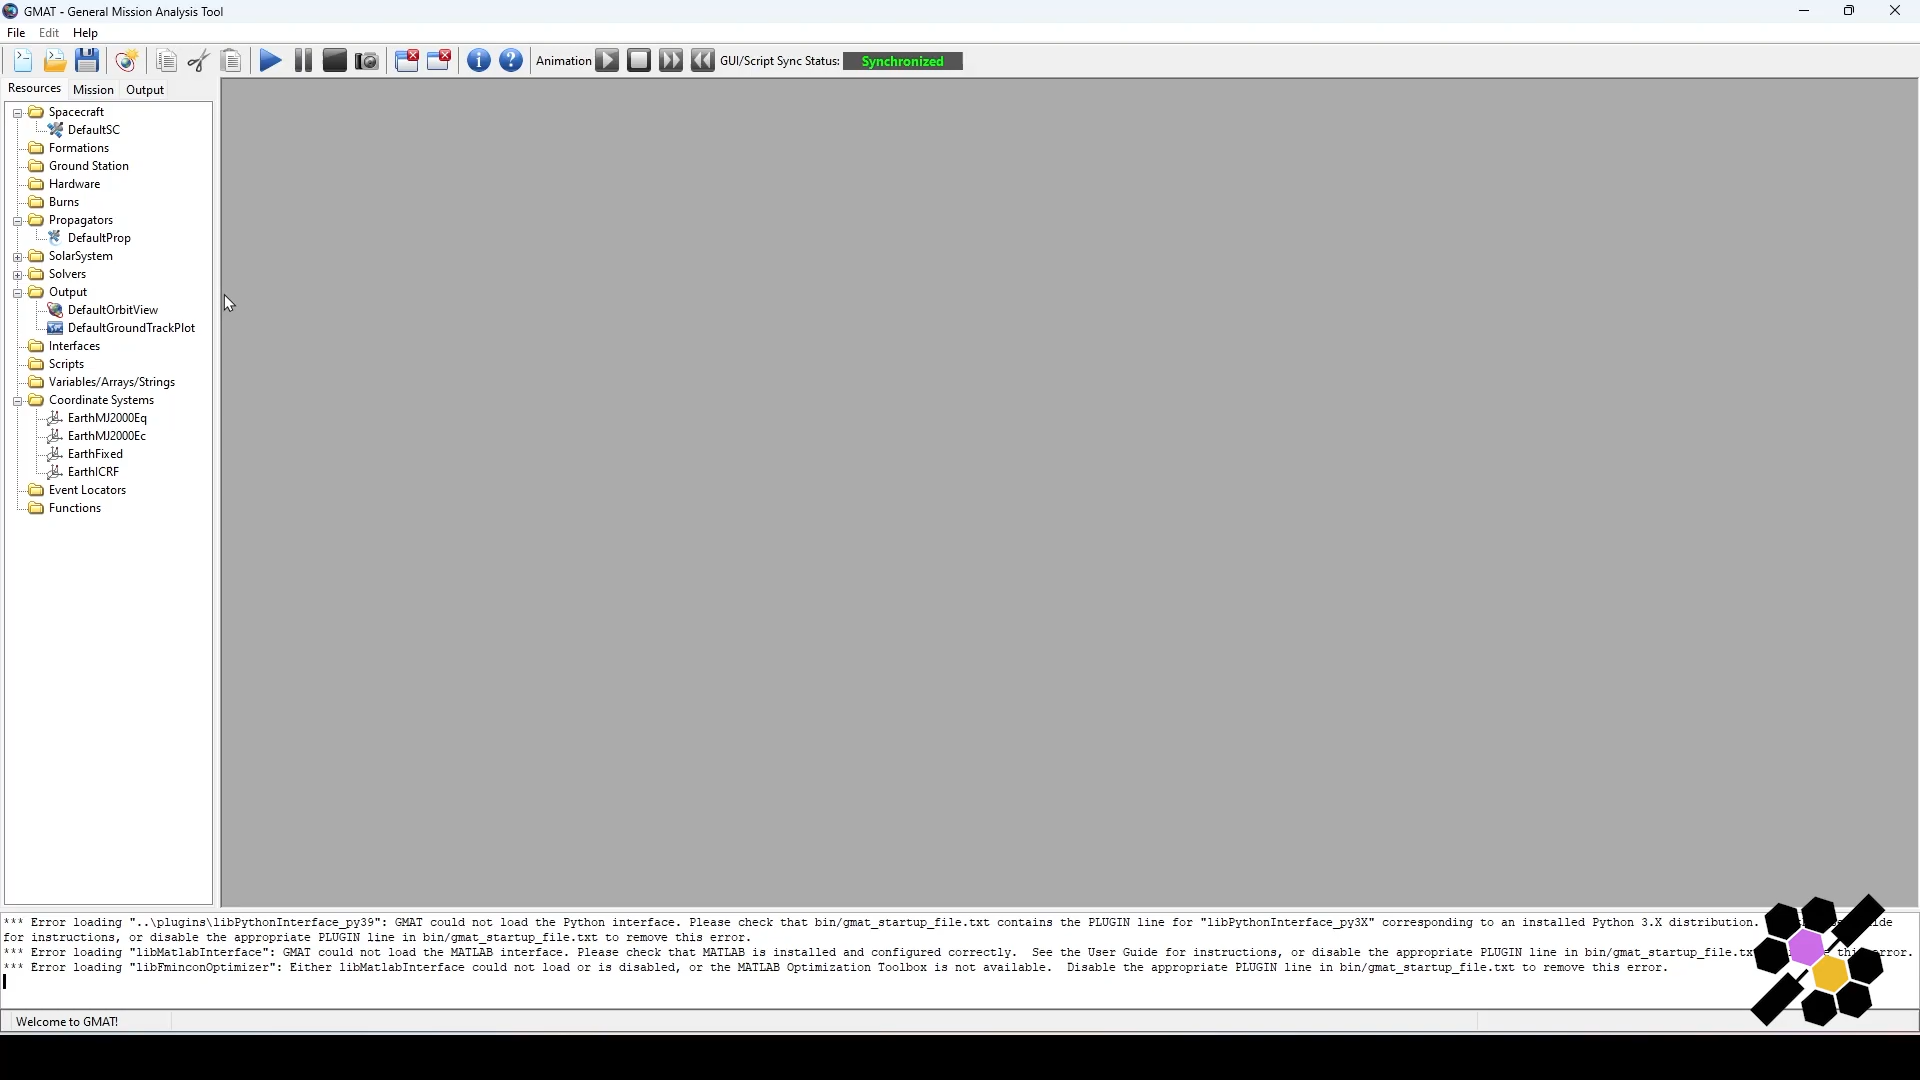 GMAT - General Mission Analysis Tool
File Edit Help
Animation GUI/Script Sync Status: Synchronized
Resources Mission Output
Spacecraft
DefaultSC
Formations
Ground Station
Hardware
Burns
Propagators
DefaultProp
SolarSystem
Solvers
Output
DefaultOrbitView
DefaultGroundTrackPlot
Interfaces
Scripts
Variables/Arrays/Strings
Coordinate Systems
EarthMJ2000Eq
EarthMJ2000Ec
EarthFixed
EarthICRF
Event Locators
Functions
*** Error loading "..\plugins\libPythonInterface_py39": GMAT could not load the Python interface. Please check that bin/gmat_startup_file.txt contains the PLUGIN line for "libPythonInterface_py3X" corresponding to an installed Python 3.X distribution.
for instructions, or disable the appropriate PLUGIN line in bin/gmat_startup_file.txt to remove this error.
*** Error loading "libMatlabInterface": GMAT could not load the MATLAB interface. Please check that MATLAB is installed and configured correctly. See the User Guide for instructions, or disable the appropriate PLUGIN line in error.
*** Error loading "libFminconOptimizer": Either libMatlabInterface could not load or is disabled, or the MATLAB Optimization Toolbox is not available. Disable the appropriate PLUGIN line in bin/gmat_startup_file.txt to remove this error.
Welcome to GMAT!